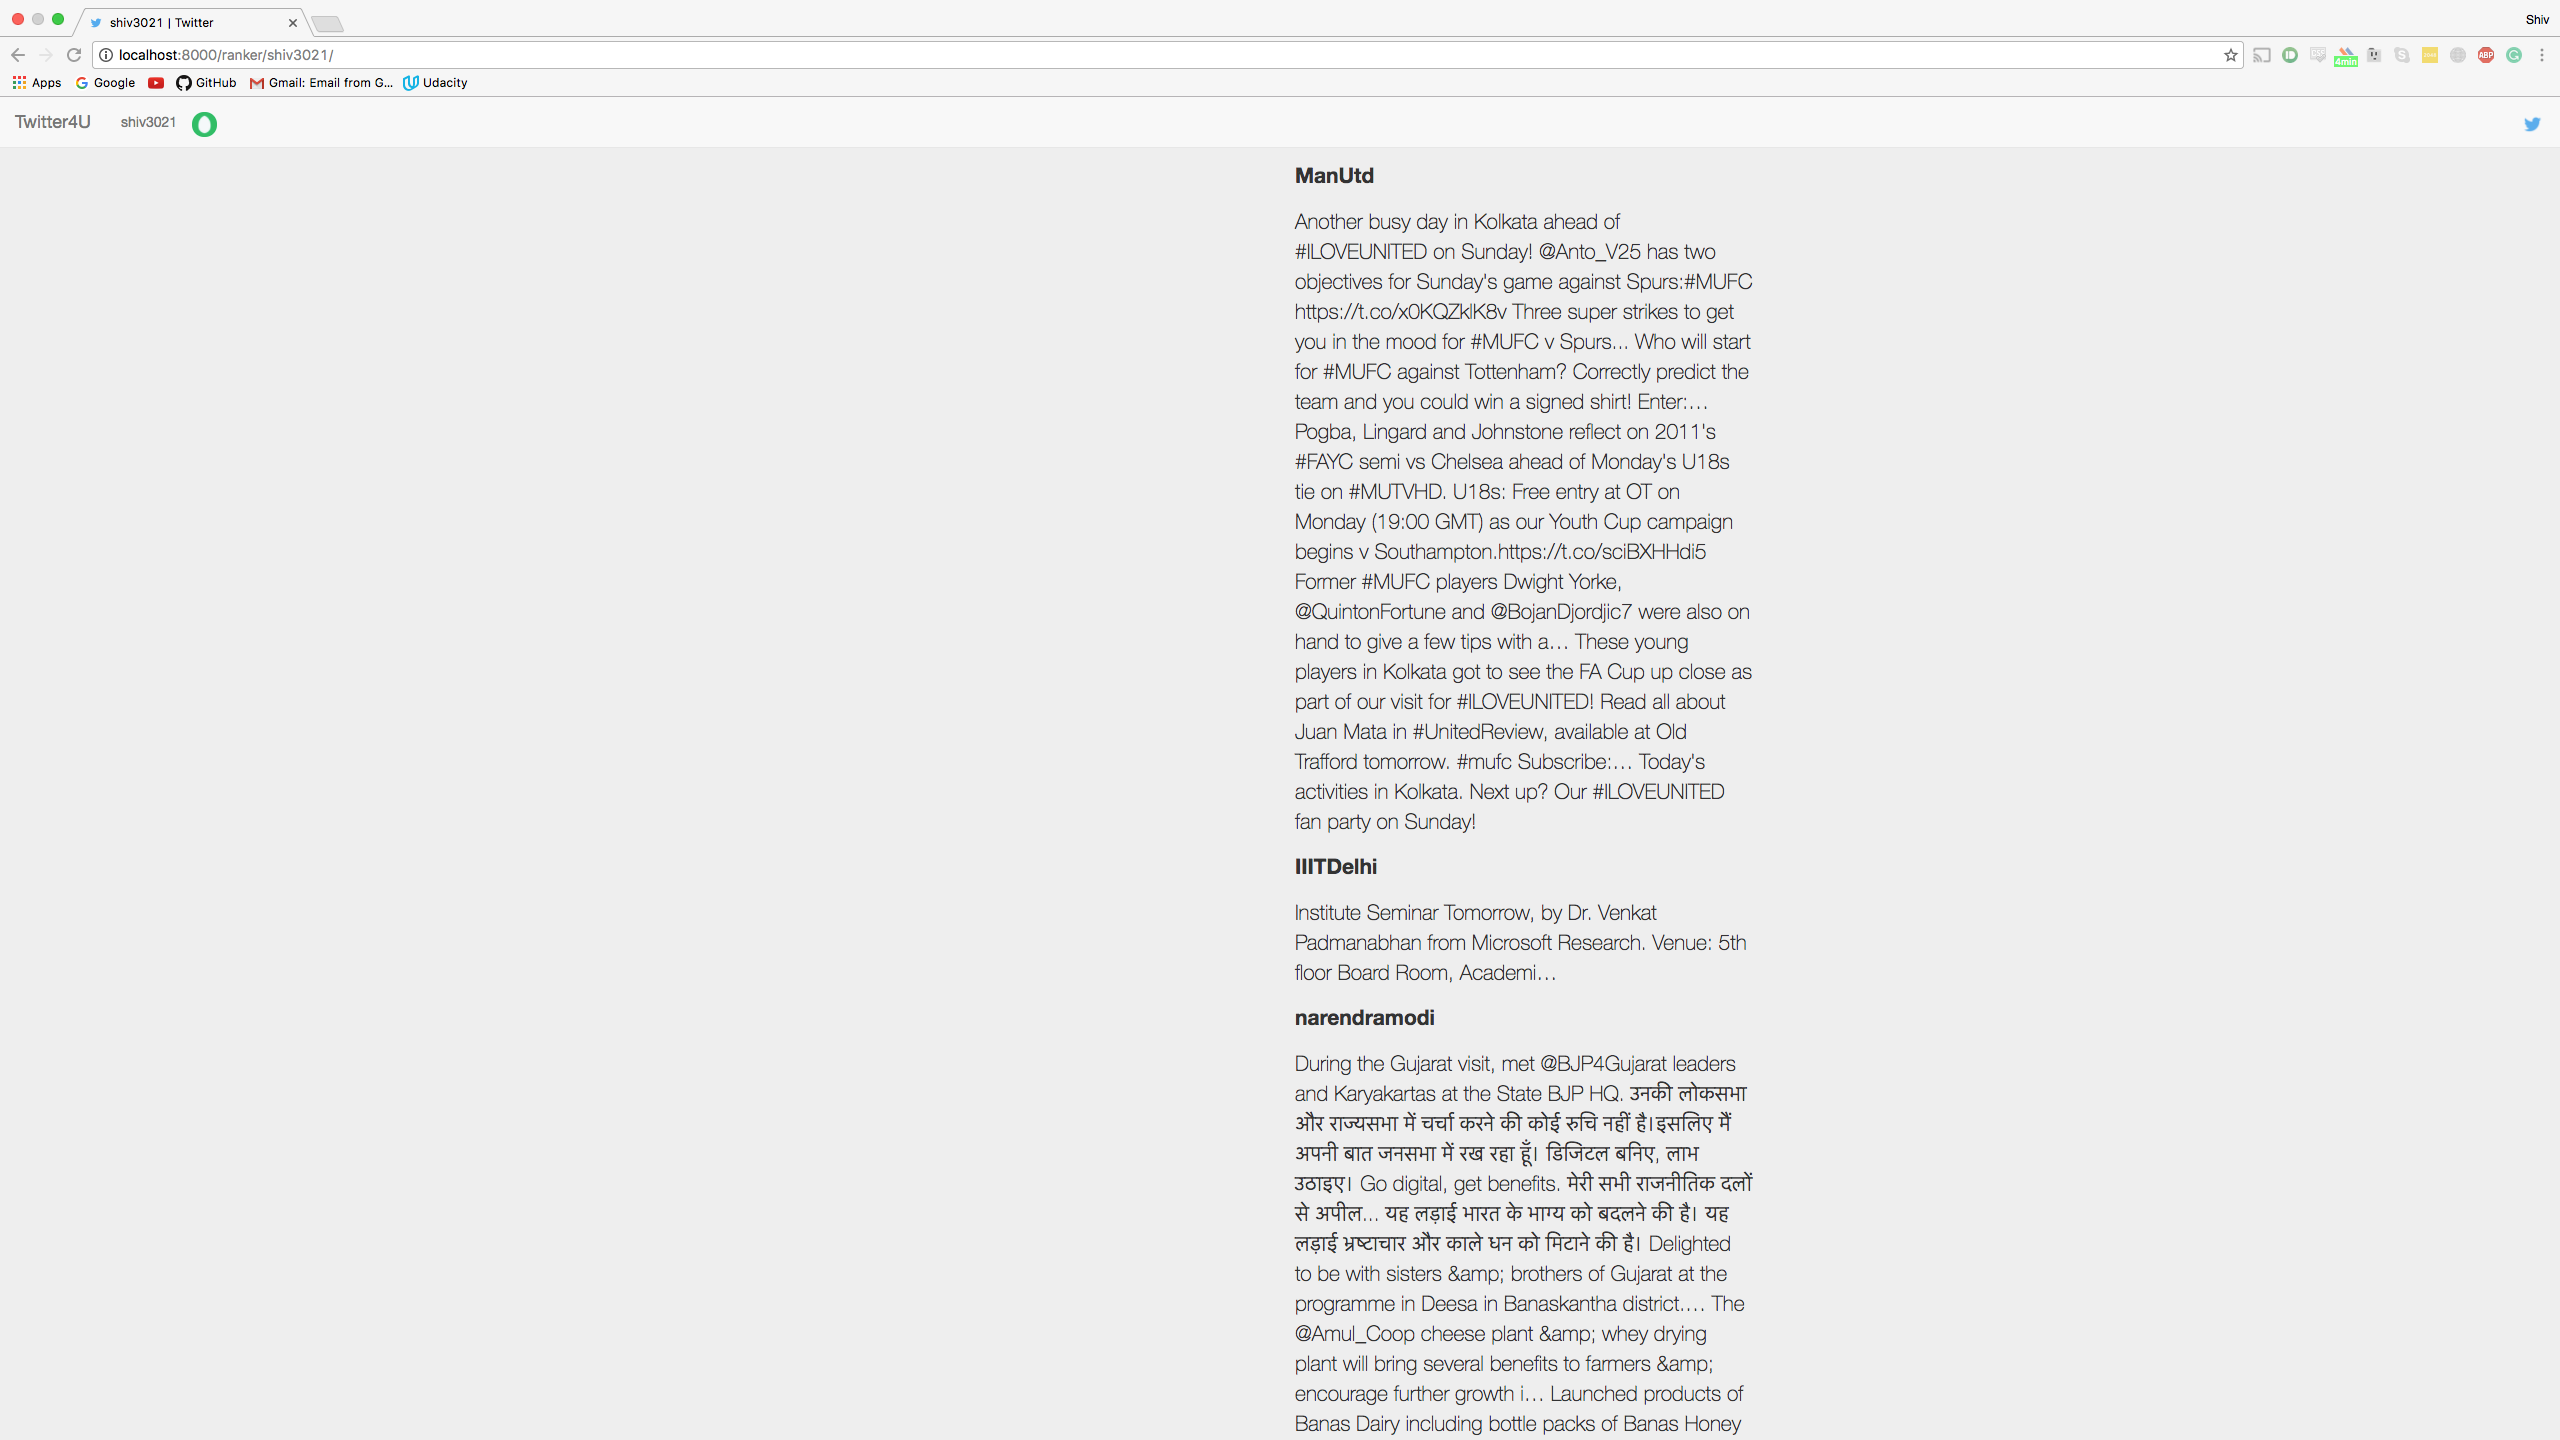 shiv3021 | Twitter
Shiv
localhost:8000/ranker/shiv3021/
4min
ABP
Apps
Google
GitHub
Gmail: Email from G...
Udacity
Twitter4U
shiv3021
ManUtd
Another busy day in Kolkata ahead of
#ILOVEUNITED on Sunday! @Anto_V25 has two
objectives for Sunday's game against Spurs:#MUFC
https://t.co/x0KQZklK8v Three super strikes to get
you in the mood for #MUFC v Spurs... Who will start
for #MUFC against Tottenham? Correctly predict the
team and you could win a signed shirt! Enter:…
Pogba, Lingard and Johnstone reflect on 2011's
#FAYC semi vs Chelsea ahead of Monday's U18s
tie on #MUTVHD. U18s: Free entry at OT on
Monday (19:00 GMT) as our Youth Cup campaign
begins v Southampton.https://t.co/sciBXHHdi5
Former #MUFC players Dwight Yorke,
@QuintonFortune and @BojanDjordjic7 were also on
hand to give a few tips with a… These young
players in Kolkata got to see the FA Cup up close as
part of our visit for #ILOVEUNITED! Read all about
Juan Mata in #UnitedReview, available at Old
Trafford tomorrow. #mufc Subscribe:… Today's
activities in Kolkata. Next up? Our #ILOVEUNITED
fan party on Sunday!
IIITDelhi
Institute Seminar Tomorrow, by Dr. Venkat
Padmanabhan from Microsoft Research. Venue: 5th
floor Board Room, Academi…
narendramodi
During the Gujarat visit, met @BJP4Gujarat leaders
and Karyakartas at the State BJP HQ. उनकी लोकसभा
और राज्यसभा में चर्चा करने की कोई रुचि नहीं है।इसलिए मैं
अपनी बात जनसभा में रख रहा हूँ। डिजिटल बनिए, लाभ
उठाइए। Go digital, get benefits. मेरी सभी राजनीतिक दलों
से अपील... यह लड़ाई भारत के भाग्य को बदलने की है। यह
लड़ाई भ्रष्टाचार और काले धन को मिटाने की है। Delighted
to be with sisters &amp; brothers of Gujarat at the
programme in Deesa in Banaskantha district.… The
@Amul_Coop cheese plant &amp; whey drying
plant will bring several benefits to farmers &amp;
encourage further growth i… Launched products of
Banas Dairy including bottle packs of Banas Honey